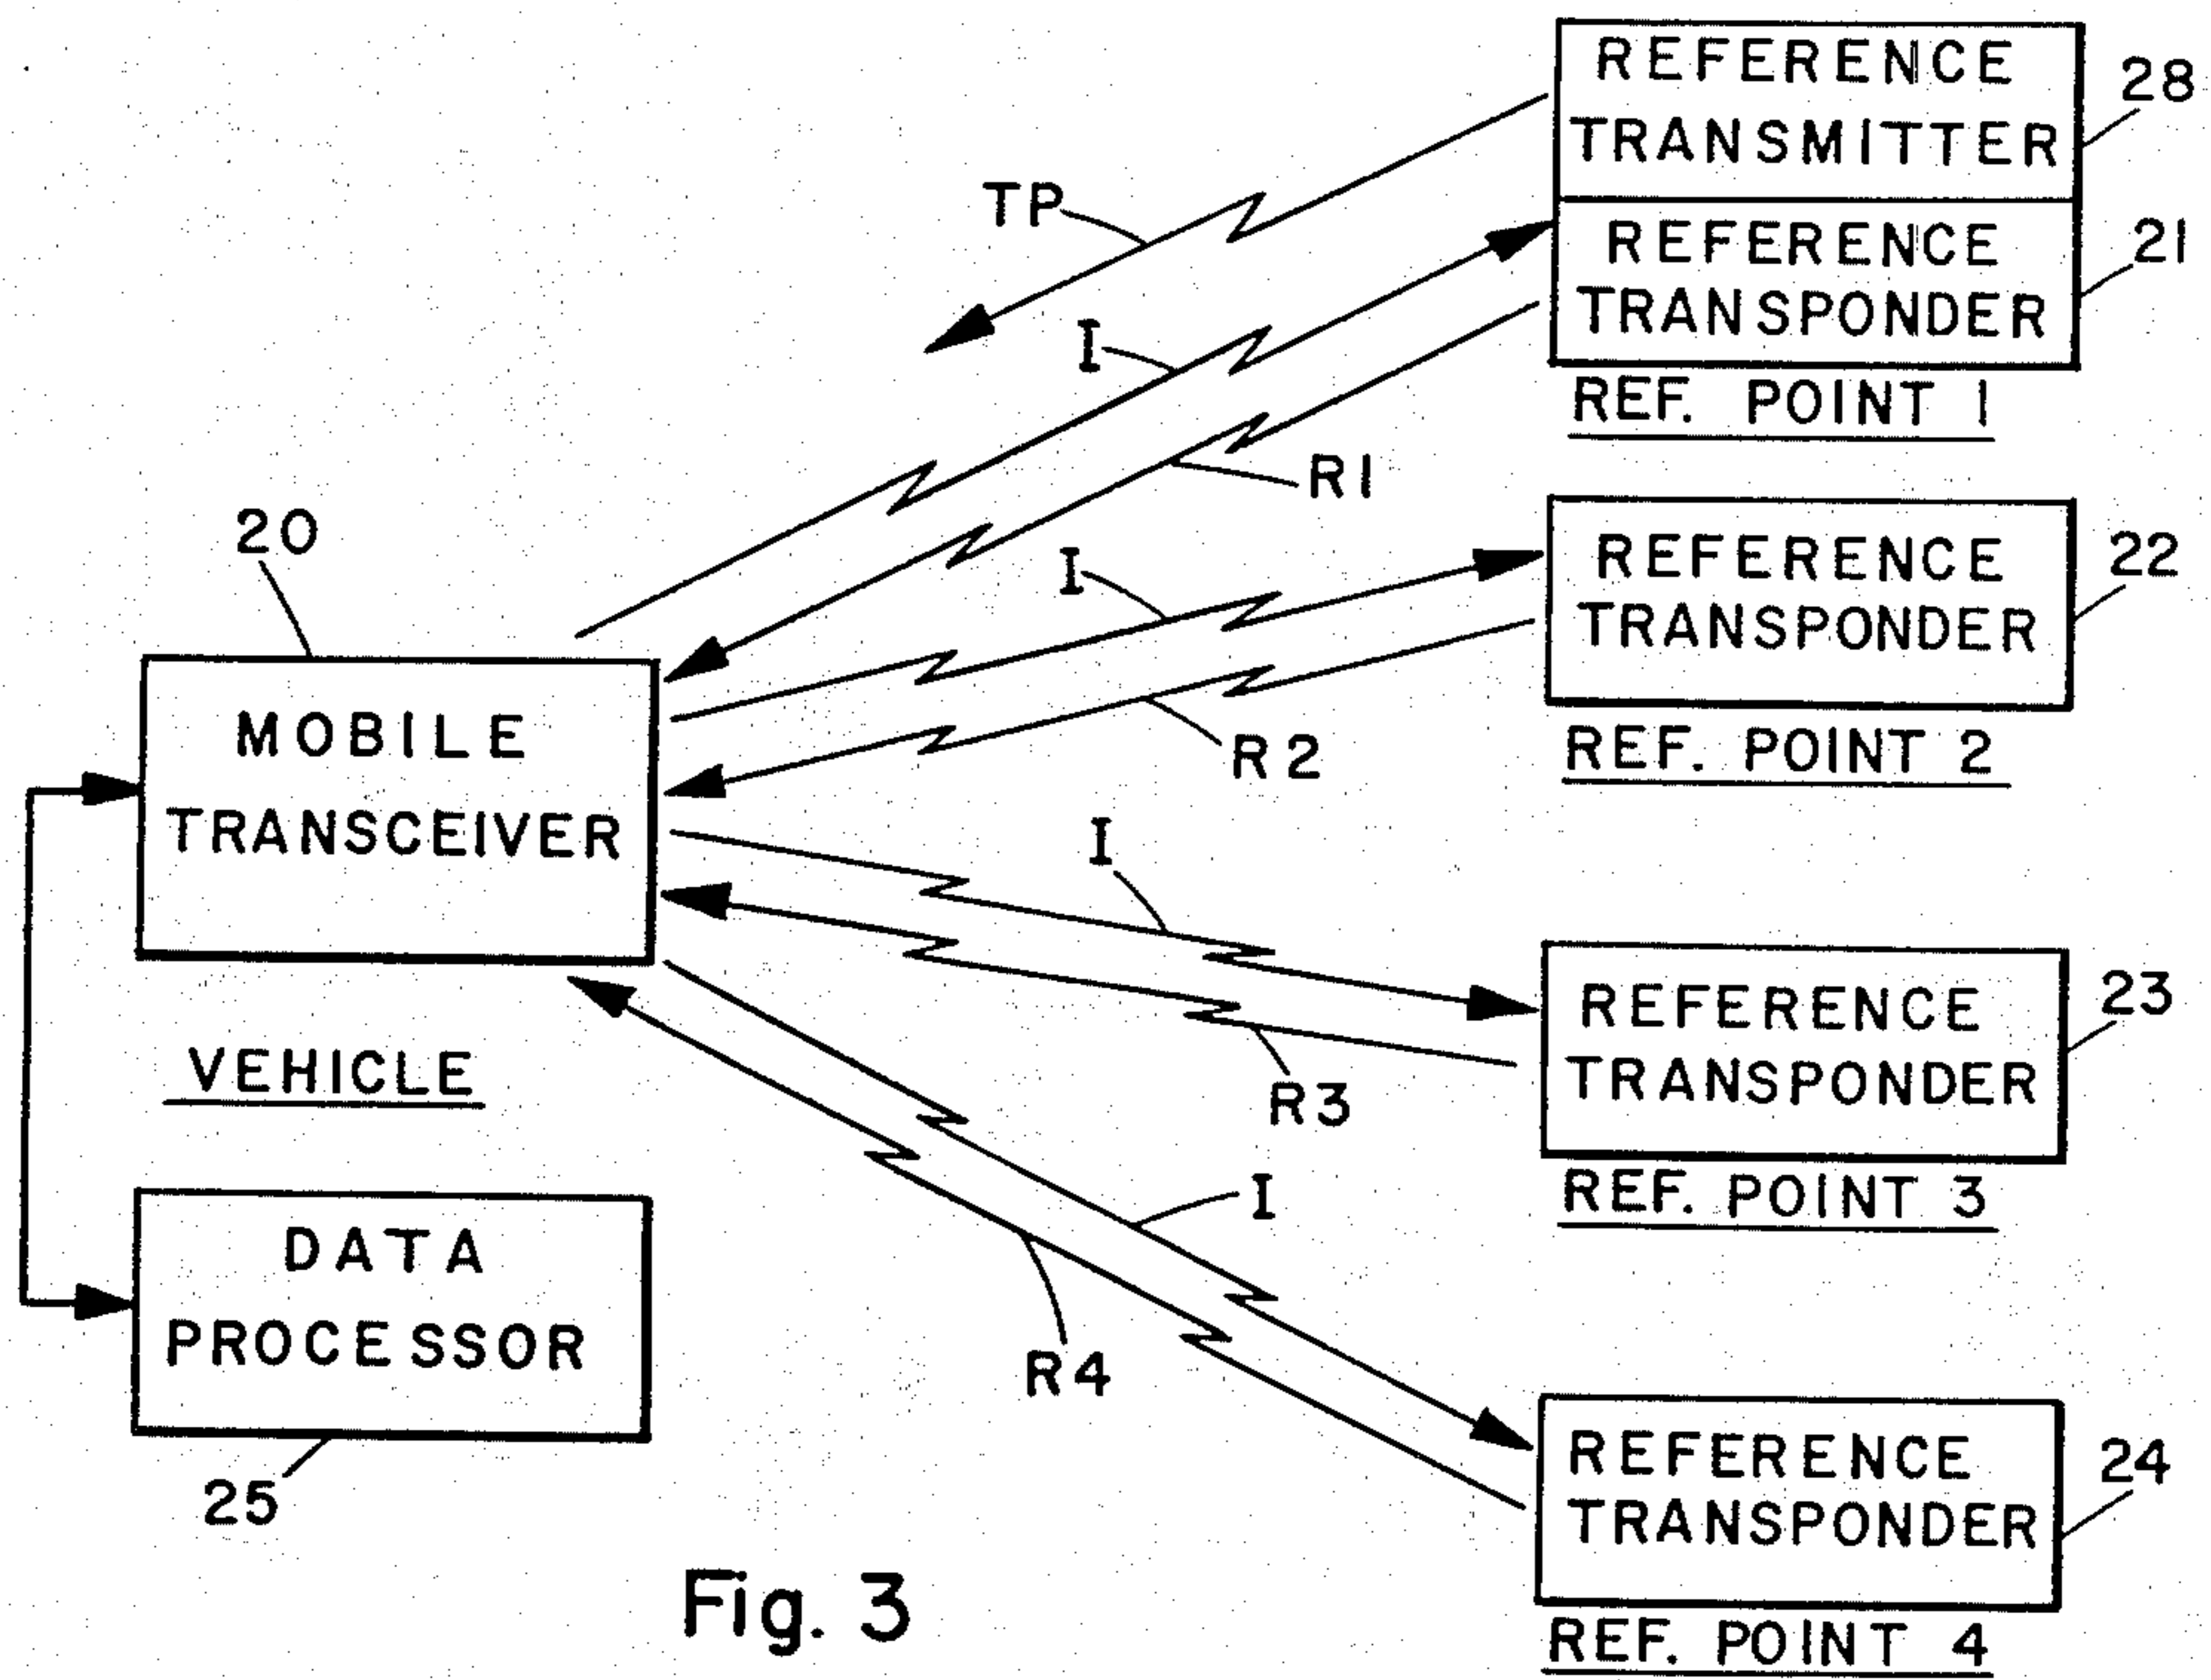 REFERENCE
TRANSMITTER
28
REFERENCE
TRANSPONDER
21
REF. POINT 1
TP
I
R1
20
I
REFERENCE
TRANSPONDER
22
REF. POINT 2
R2
MOBILE
TRANSCEIVER
I
REFERENCE
TRANSPONDER
23
REF. POINT 3
R3
VEHICLE
I
DATA
PROCESSOR
25
R4
REFERENCE
TRANSPONDER
24
REF. POINT 4
Fig. 3